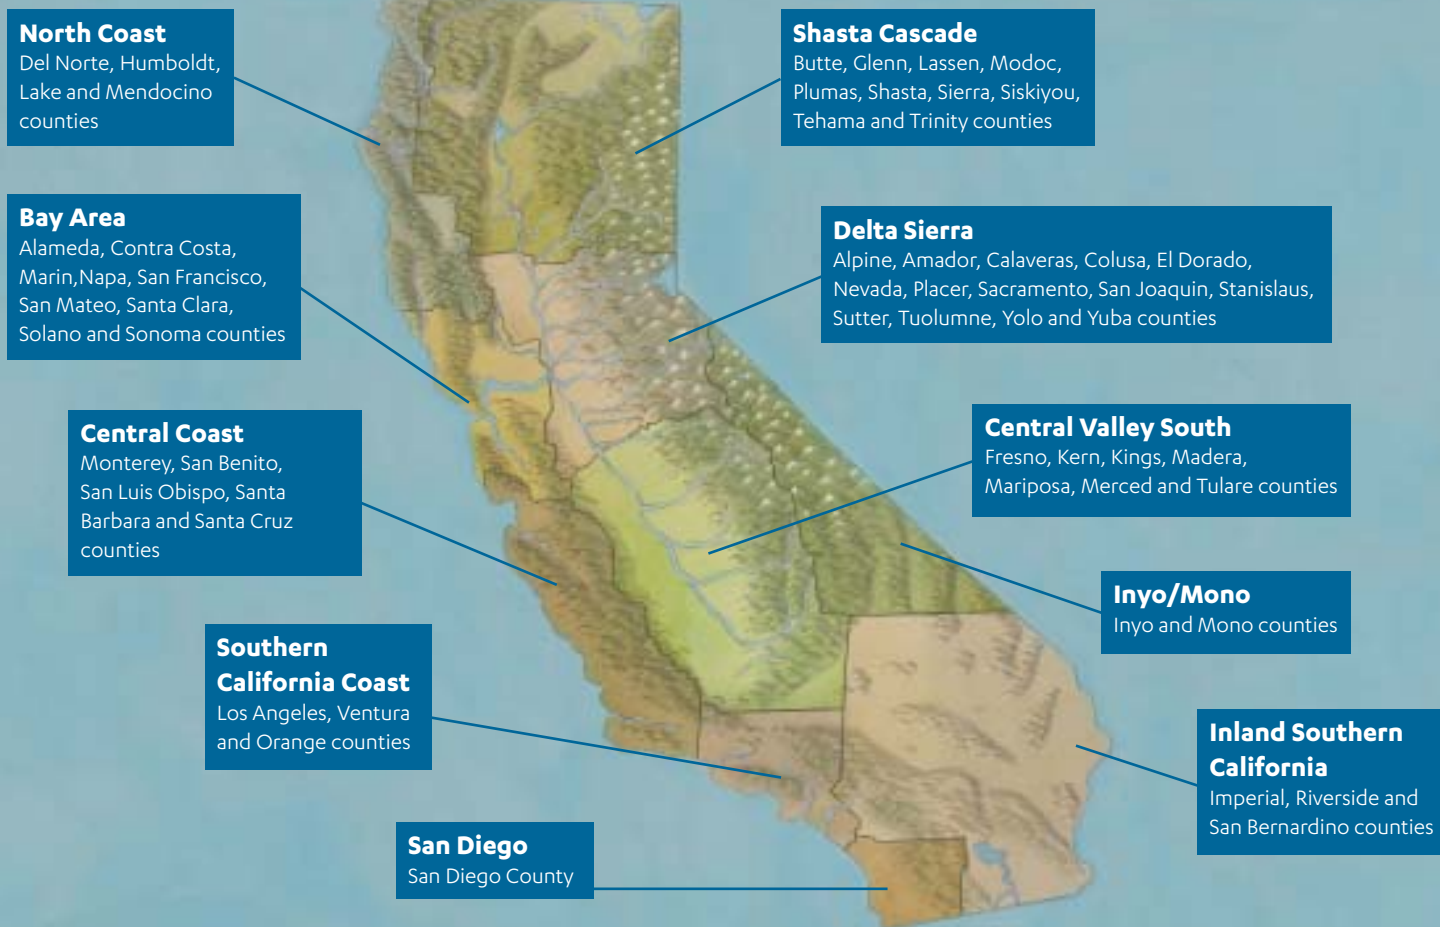 North Coast
Del Norte, Humboldt,
Lake and Mendocino
counties
Shasta Cascade
Butte, Glenn, Lassen, Modoc,
Plumas, Shasta, Sierra, Siskiyou,
Tehama and Trinity counties
Bay Area
Alameda, Contra Costa,
Marin,Napa, San Francisco,
San Mateo, Santa Clara,
Solano and Sonoma counties
Delta Sierra
Alpine, Amador, Calaveras, Colusa, El Dorado,
Nevada, Placer, Sacramento, San Joaquin, Stanislaus,
Sutter, Tuolumne, Yolo and Yuba counties
Central Coast
Monterey, San Benito,
San Luis Obispo, Santa
Barbara and Santa Cruz
counties
Central Valley South
Fresno, Kern, Kings, Madera,
Mariposa, Merced and Tulare counties
Inyo/Mono
Inyo and Mono counties
Southern
California Coast
Los Angeles, Ventura
and Orange counties
Inland Southern
California
Imperial, Riverside and
San Bernardino counties
San Diego
San Diego County